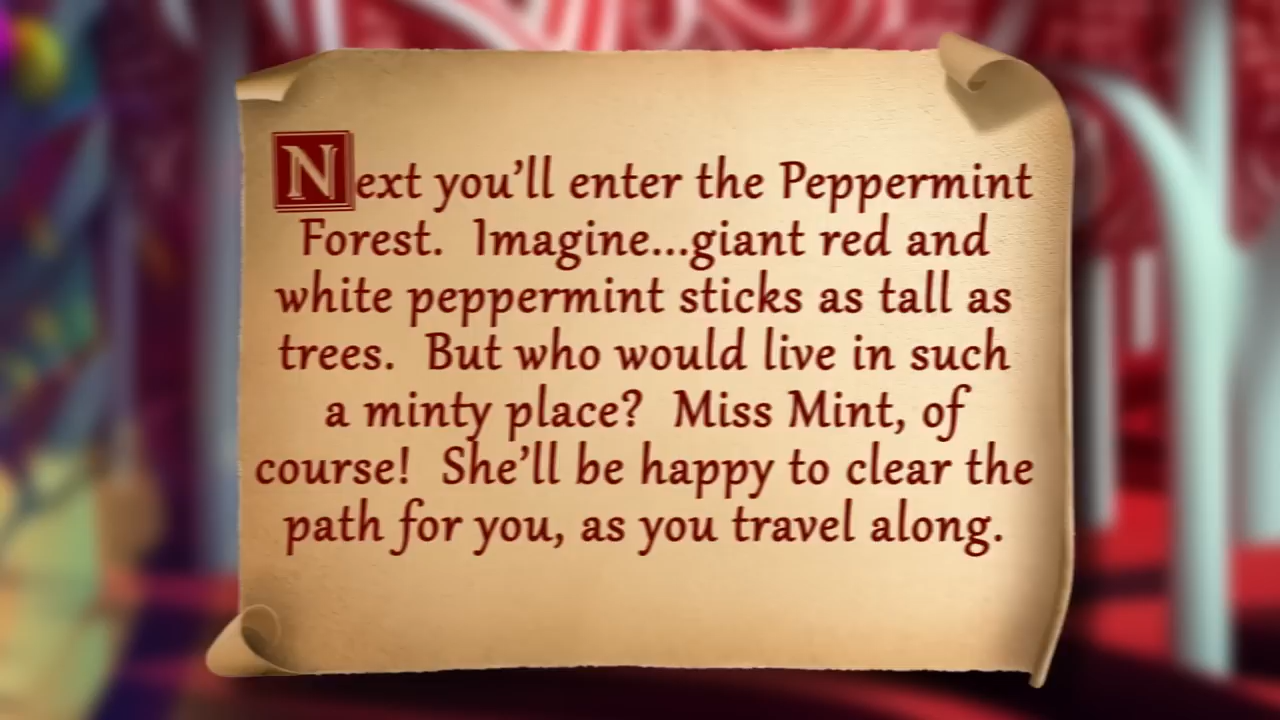 Next you’ll enter the Peppermint
Forest.  Imagine...giant red and
white peppermint sticks as tall as
trees.  But who would live in such
a minty place?  Miss Mint, of
course!  She’ll be happy to clear the
path for you, as you travel along.